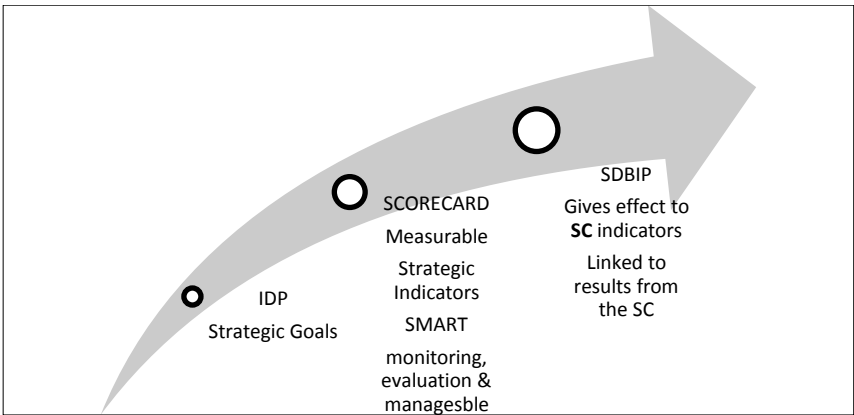 IDP
Strategic Goals
SCORECARD
Measurable
Strategic
Indicators
SMART
monitoring,
evaluation &
managesble
SDBIP
Gives effect to
SC indicators
Linked to
results from
the SC